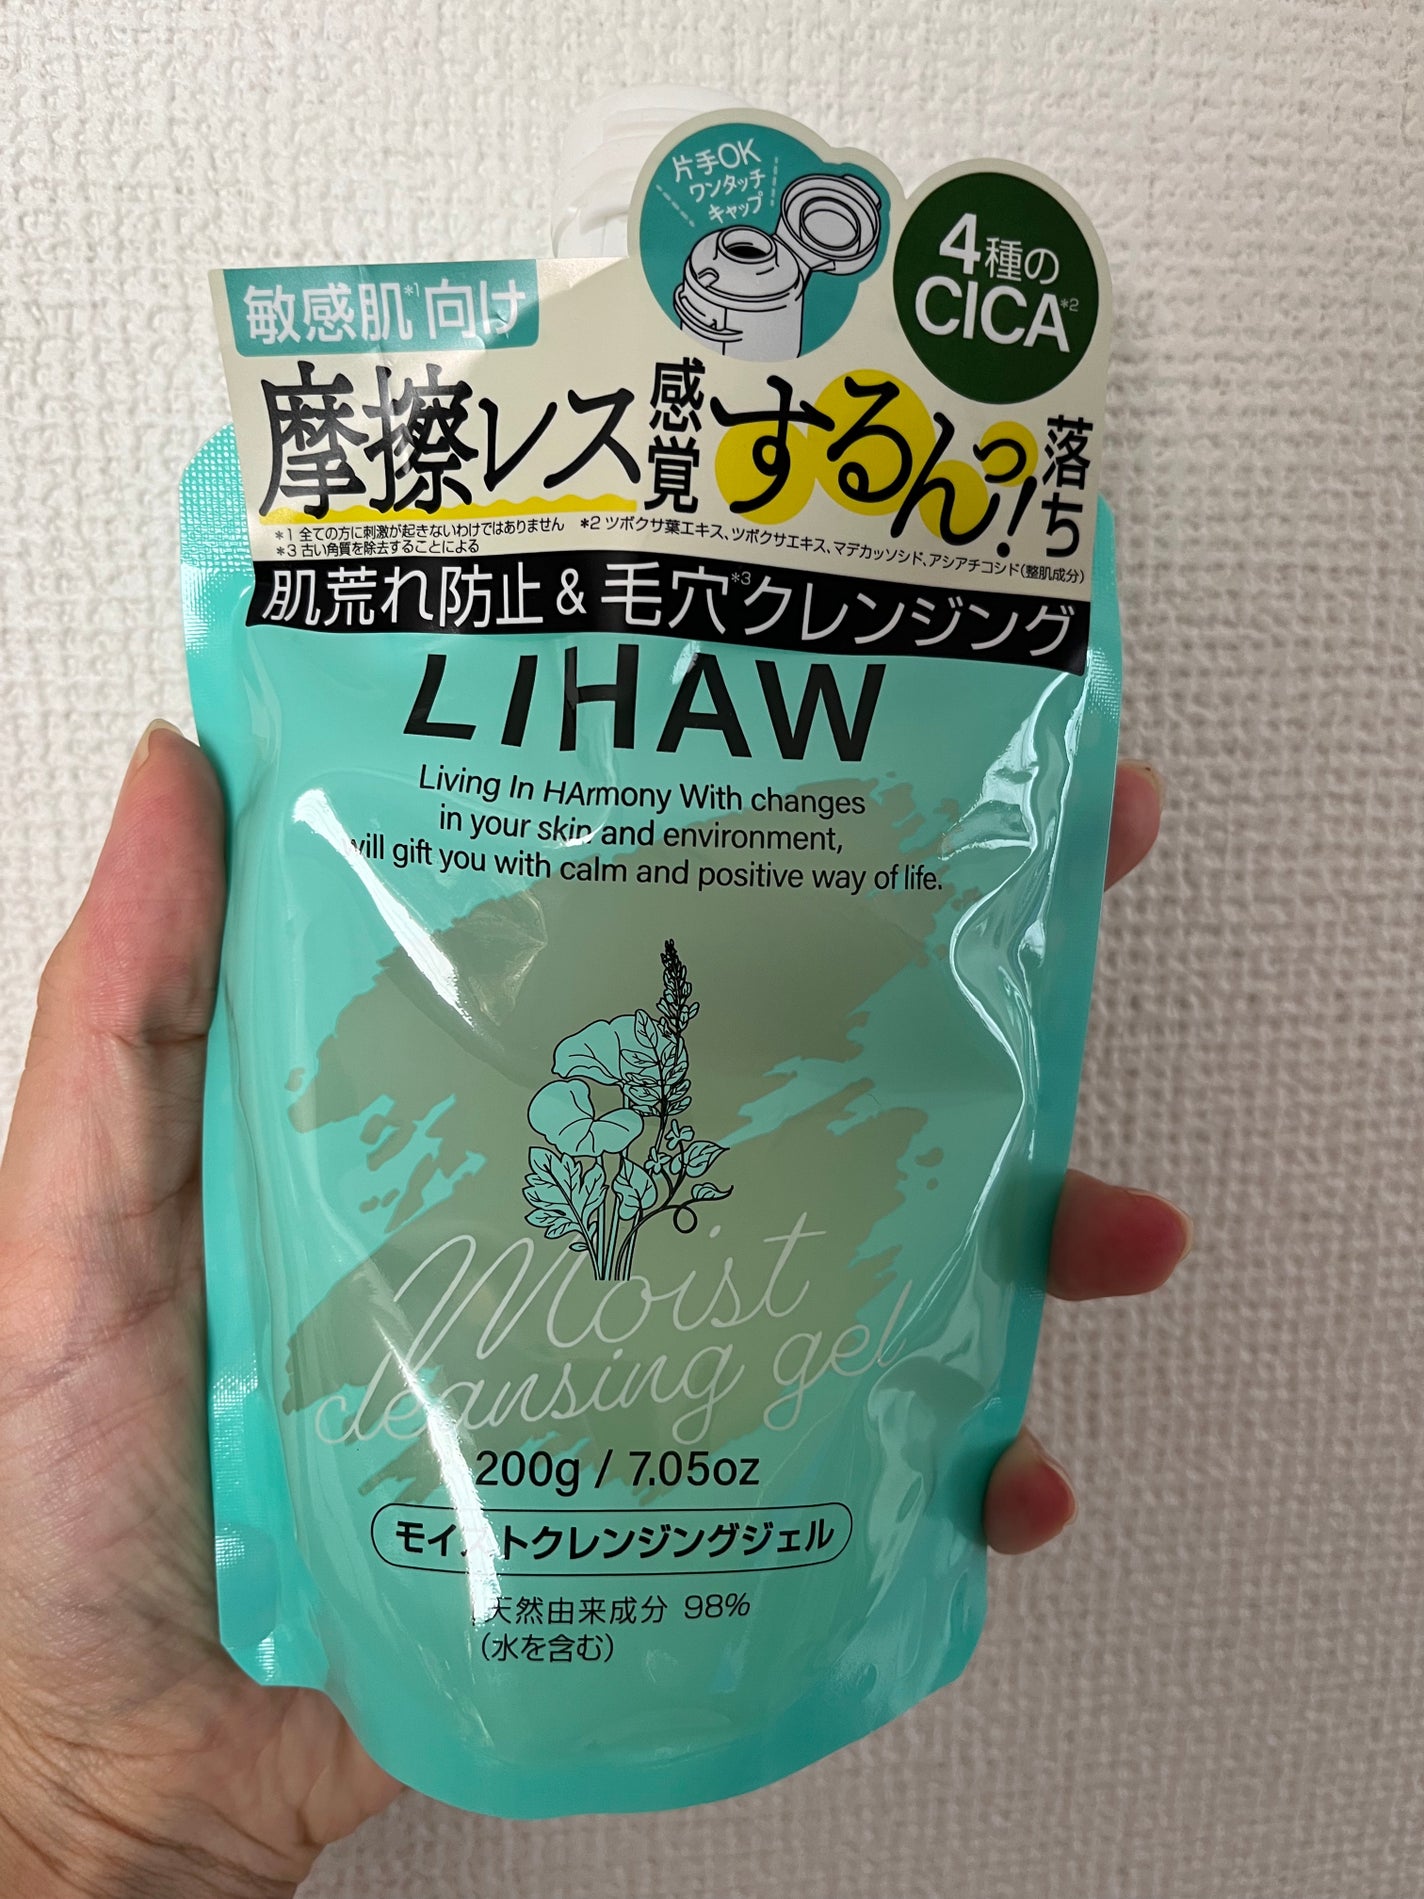 片手OK
ワンタッチ
キャップ
4種の
CICA*2
敏感肌*1向け
摩擦レス感覚するんっ!落ち
*1 全ての方に刺激が起きないわけではありません *2 ツボクサ葉エキス、ツボクサエキス、マデカッソシド、アシアチコシド(整肌成分)
*3 古い角質を除去することによる
肌荒れ防止&毛穴*3クレンジング
LIHAW
Living In HArmony With changes
in your skin and environment,
will gift you with calm and positive way of life.
Moist
cleansing gel
200g / 7.05oz
モイストクレンジングジェル
天然由来成分 98%
(水を含む)